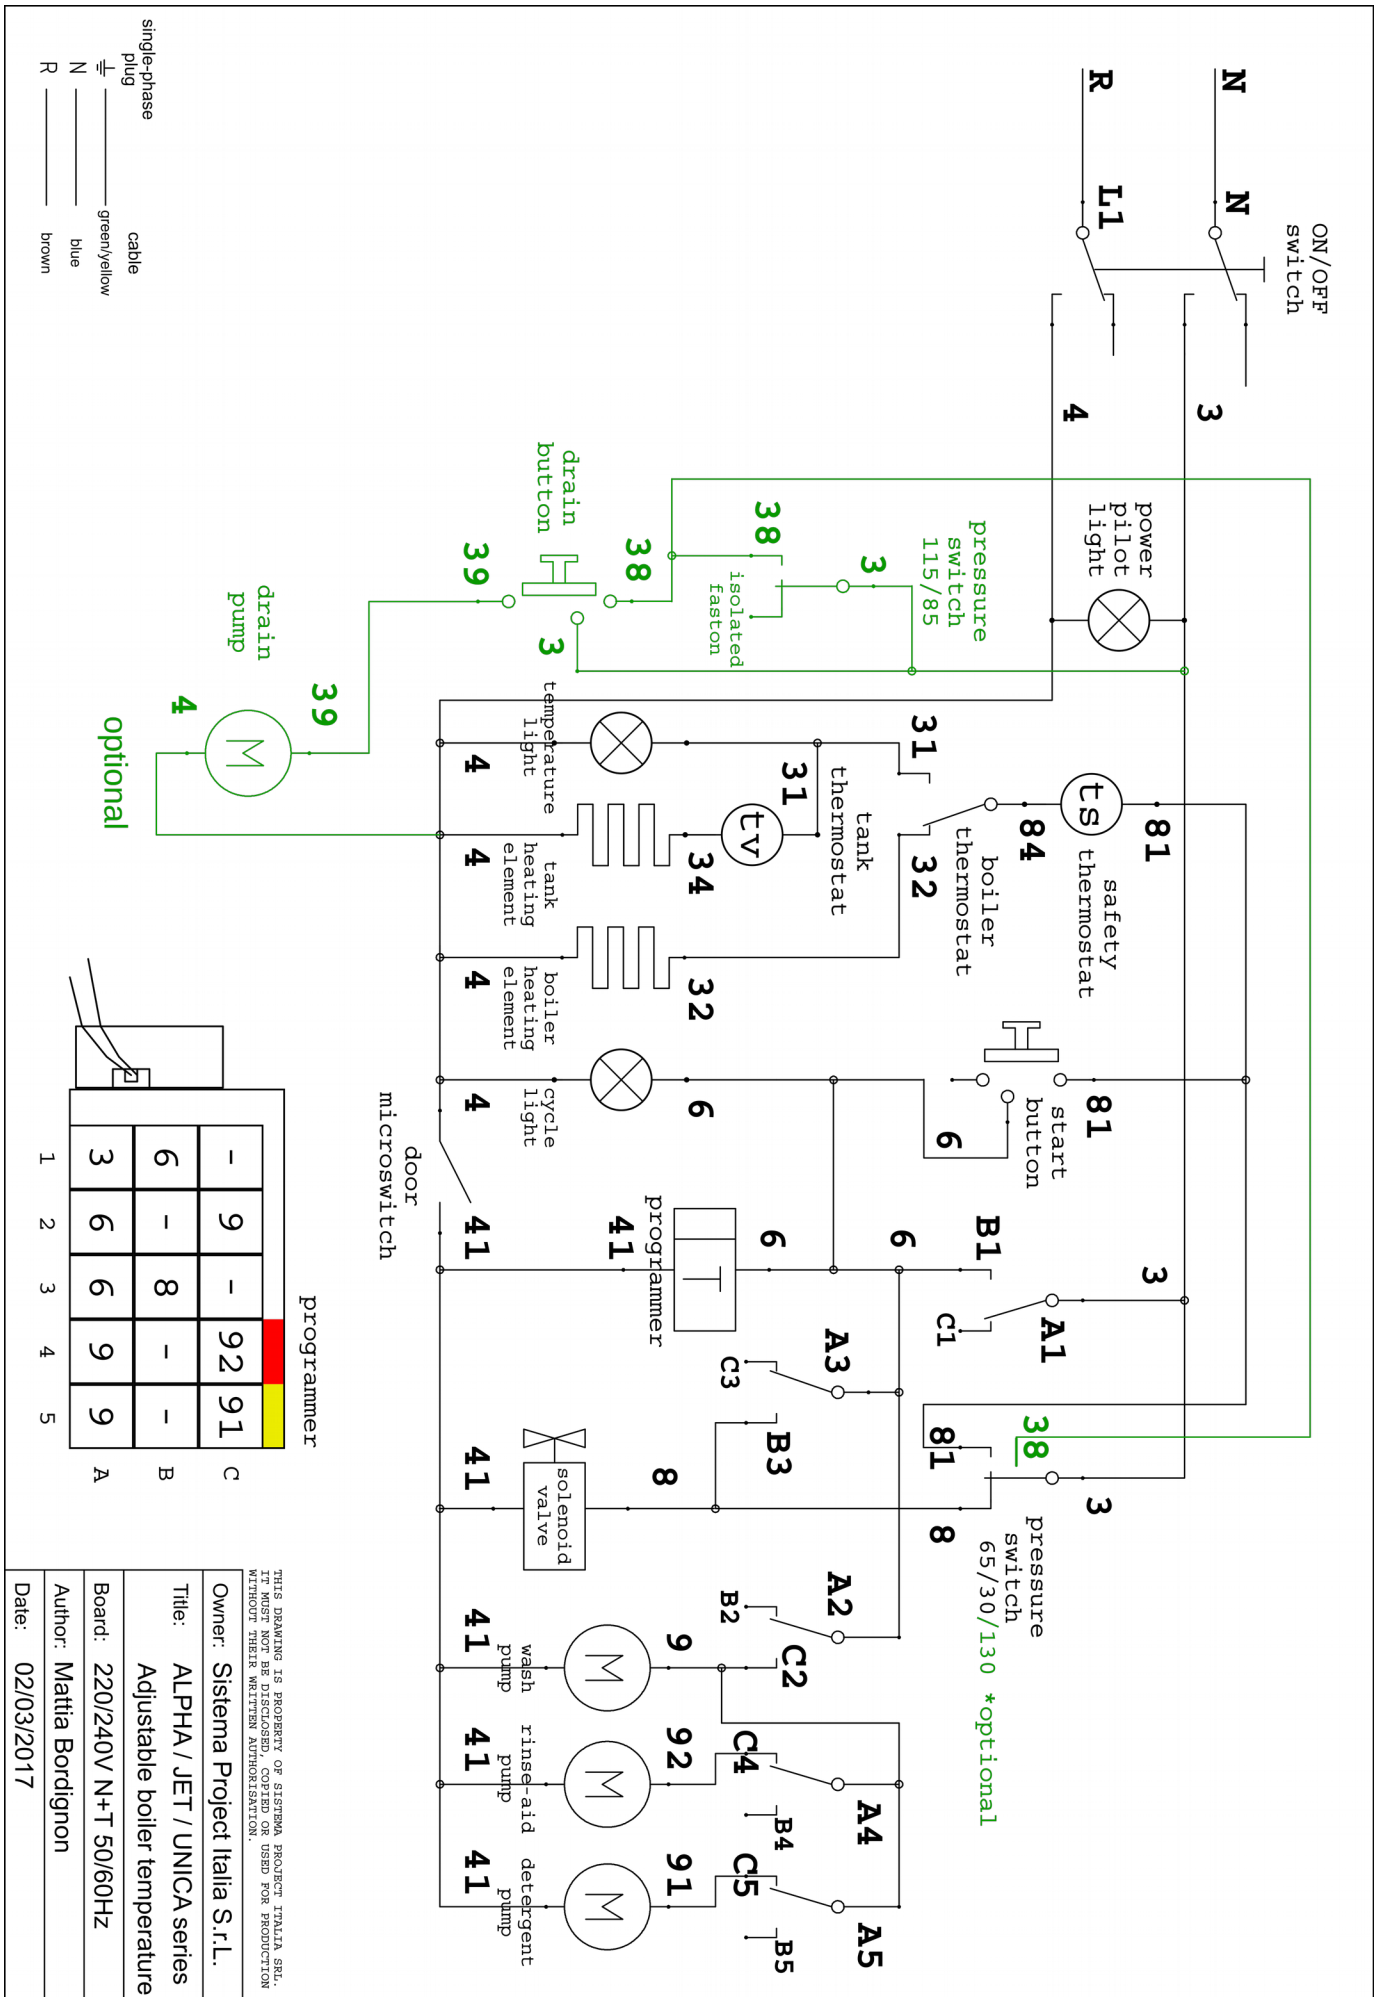 ON/OFF
switch
N
N
R
L1
3
4
power
pilot
light
pressure
switch
115/85
3
38
isolated
faston
drain
button
38
39
3
drain
pump
39
4
optional
81
safety
thermostat
ts
84
boiler
thermostat
31
32
tank
thermostat
31
tv
34
32
temperature
light
4
tank
heating
element
4
boiler
heating
element
4
81
start
button
6
6
cycle
light
4
door
microswitch
41
3
A1
B1
C1
6
6
programmer
41
A3
C3
B3
38
81
3
8
pressure
switch
65/30/130 *optional
8
solenoid
valve
41
A2
B2
C2
9
M
wash
pump
41
A4
C4
B4
92
M
rinse-aid
pump
41
A5
C5
B5
91
M
detergent
pump
41
M
single-phase
plug
cable
green/yellow
N
blue
R
brown
programmer
- 9 - 92 91 C
6 - 8 - - B
3 6 6 9 9 A
1 2 3 4 5
THIS DRAWING IS PROPERTY OF SISTEMA PROJECT ITALIA SRL.
IT MUST NOT BE DISCLOSED, COPIED OR USED FOR PRODUCTION
WITHOUT THEIR WRITTEN AUTHORISATION.
Owner: Sistema Project Italia S.r.L.
Title: ALPHA / JET / UNICA series
Adjustable boiler temperature
Board: 220/240V N+T 50/60Hz
Author: Mattia Bordignon
Date: 02/03/2017